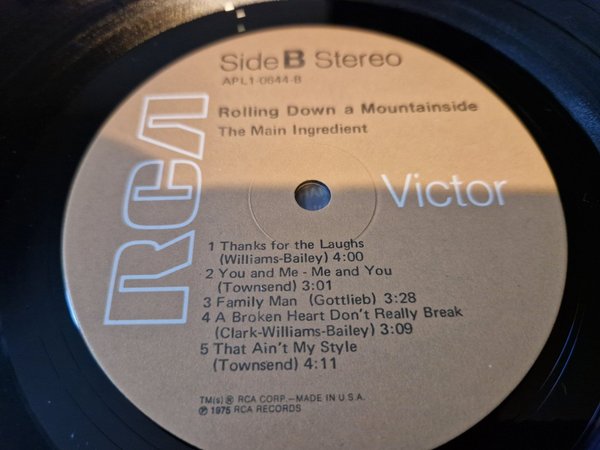 Side B Stereo
APL1-0644-B
Rolling Down a Mountainside
The Main Ingredient
RCA
Victor
1 Thanks for the Laughs
(Williams-Bailey) 4:00
2 You and Me - Me and You
(Townsend) 3:01
3 Family Man (Gottlieb) 3:28
4 A Broken Heart Don't Really Break
(Clark-Williams-Bailey) 3:09
5 That Ain't My Style
(Townsend) 4:11
TM(s) ® RCA CORP.—MADE IN U.S.A.
℗ 1975 RCA RECORDS